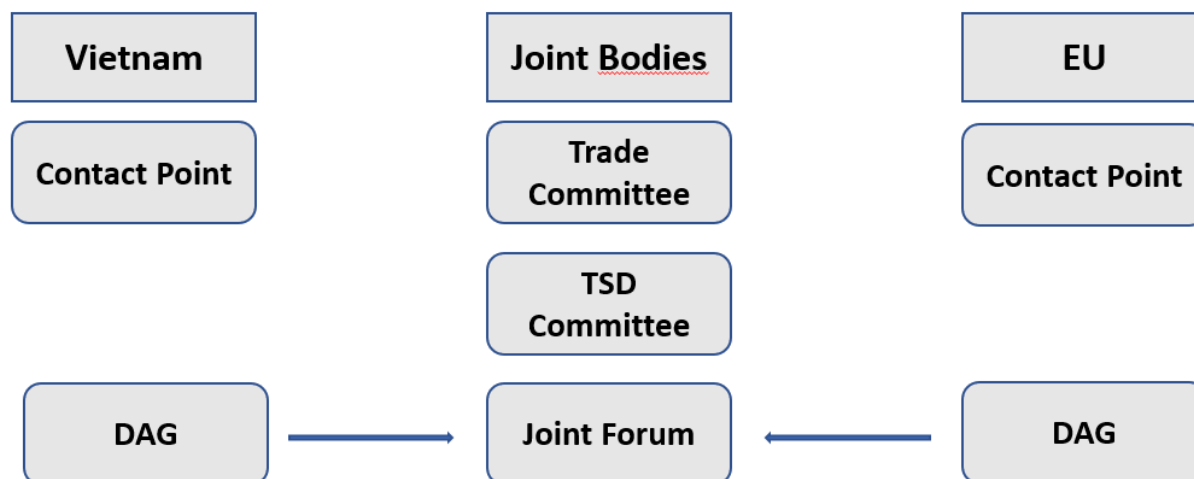 Vietnam
Joint Bodies
EU
Contact Point
Trade
Committee
Contact Point
TSD
Committee
DAG
Joint Forum
DAG